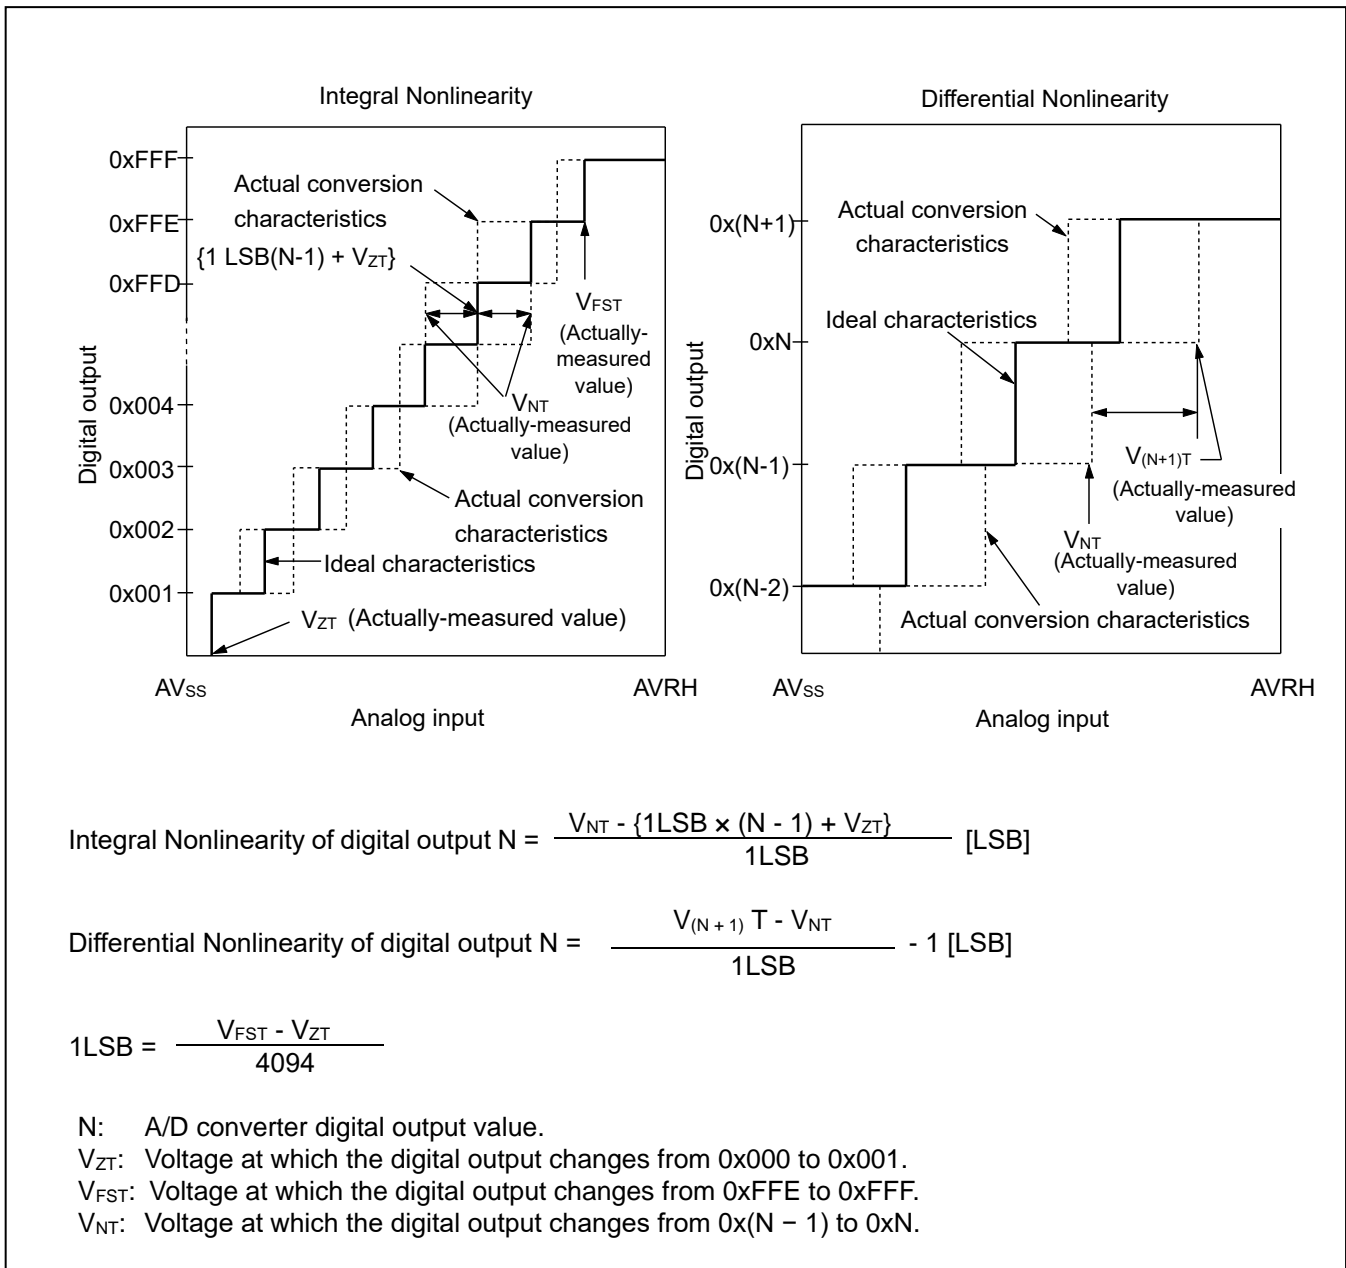 Integral Nonlinearity
0xFFF
0xFFE
0xFFD
0x004
0x003
0x002
0x001
Digital output
Actual conversion
characteristics
{1 LSB(N-1) + VZT}
VFST
(Actually-
measured
value)
VNT
(Actually-measured
value)
Actual conversion
characteristics
Ideal characteristics
VZT (Actually-measured value)
AVSS
AVRH
Analog input
Differential Nonlinearity
0x(N+1)
0xN
0x(N-1)
0x(N-2)
Digital output
Actual conversion
characteristics
Ideal characteristics
V(N+1)T
(Actually-measured
value)
VNT
(Actually-measured
value)
Actual conversion characteristics
AVSS
AVRH
Analog input
Integral Nonlinearity of digital output N = VNT - {1LSB × (N - 1) + VZT} [LSB]
1LSB
Differential Nonlinearity of digital output N = V(N + 1) T - VNT - 1 [LSB]
1LSB
1LSB = VFST - VZT
4094
N: A/D converter digital output value.
VZT: Voltage at which the digital output changes from 0x000 to 0x001.
VFST: Voltage at which the digital output changes from 0xFFE to 0xFFF.
VNT: Voltage at which the digital output changes from 0x(N − 1) to 0xN.